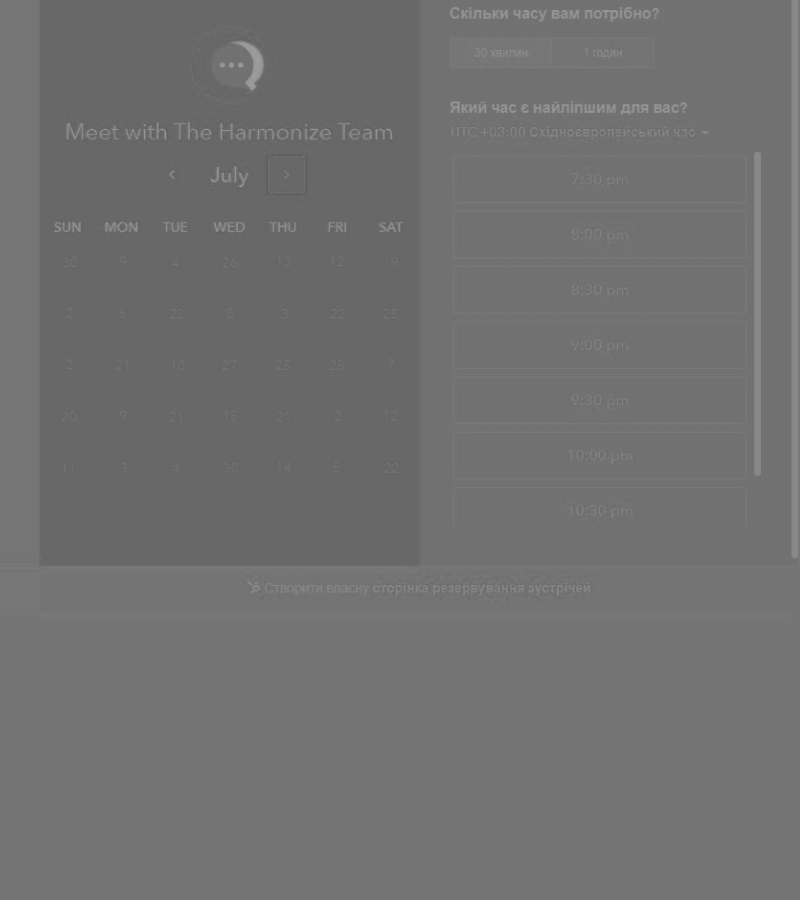 Meet with The Harmonize Team
July
SUN MON TUE WED THU FRI SAT
30 9 4 26 13 12 19
2 6 22 8 3 22 25
2 21 10 27 25 28 7
20 9 21 15 21 2 12
11 3 4 30 14 5 22
Скільки часу вам потрібно?
30 хвилин 1 годин
Який час є найліпшим для вас?
UTC +03:00 Східноєвропейський час
7:30 pm
8:00 pm
8:30 pm
9:00 pm
9:30 pm
10:00 pm
10:30 pm
Створити власну сторінка резервування зустрічей